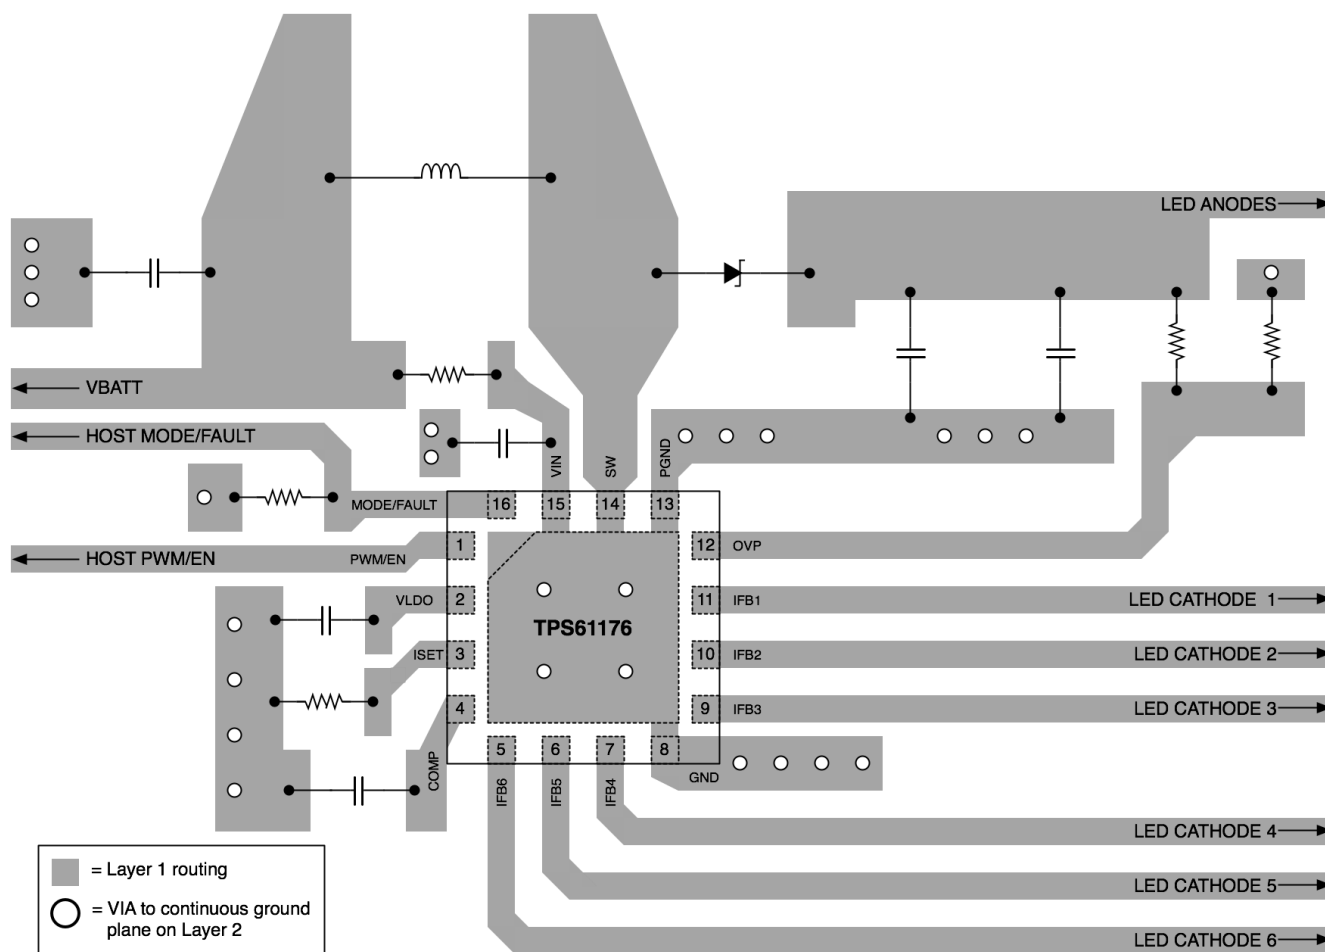 LED ANODES
VBATT
HOST MODE/FAULT
VIN
SW
PGND
MODE/FAULT
16
15
14
13
HOST PWM/EN
PWM/EN
1
12
OVP
VLDO
2
11
IFB1
LED CATHODE 1
TPS61176
ISET
3
10
IFB2
LED CATHODE 2
4
9
IFB3
LED CATHODE 3
5
6
7
8
COMP
IFB6
IFB5
IFB4
GND
LED CATHODE 4
LED CATHODE 5
LED CATHODE 6
= Layer 1 routing
= VIA to continuous ground
plane on Layer 2